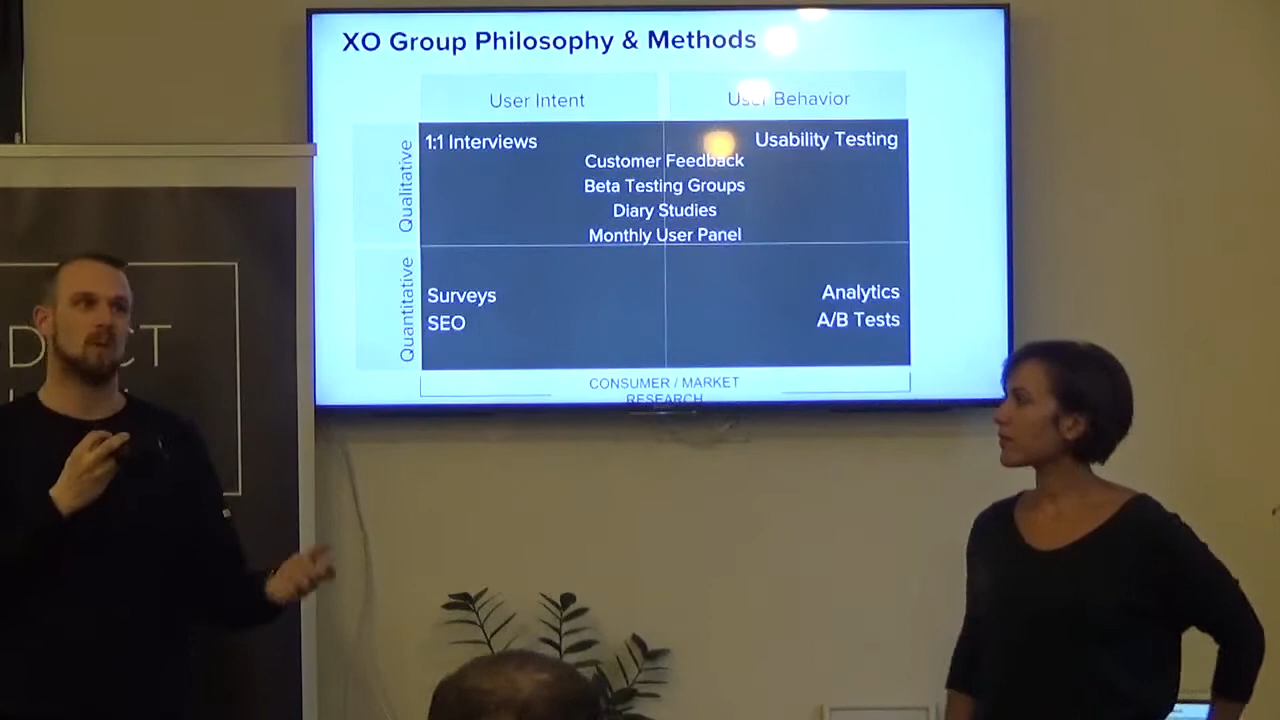 XO Group Philosophy & Methods
User Intent
User Behavior
Qualitative
1:1 Interviews
Usability Testing
Customer Feedback
Beta Testing Groups
Diary Studies
Monthly User Panel
Quantitative
Surveys
Analytics
SEO
A/B Tests
CONSUMER / MARKET
RESEARCH